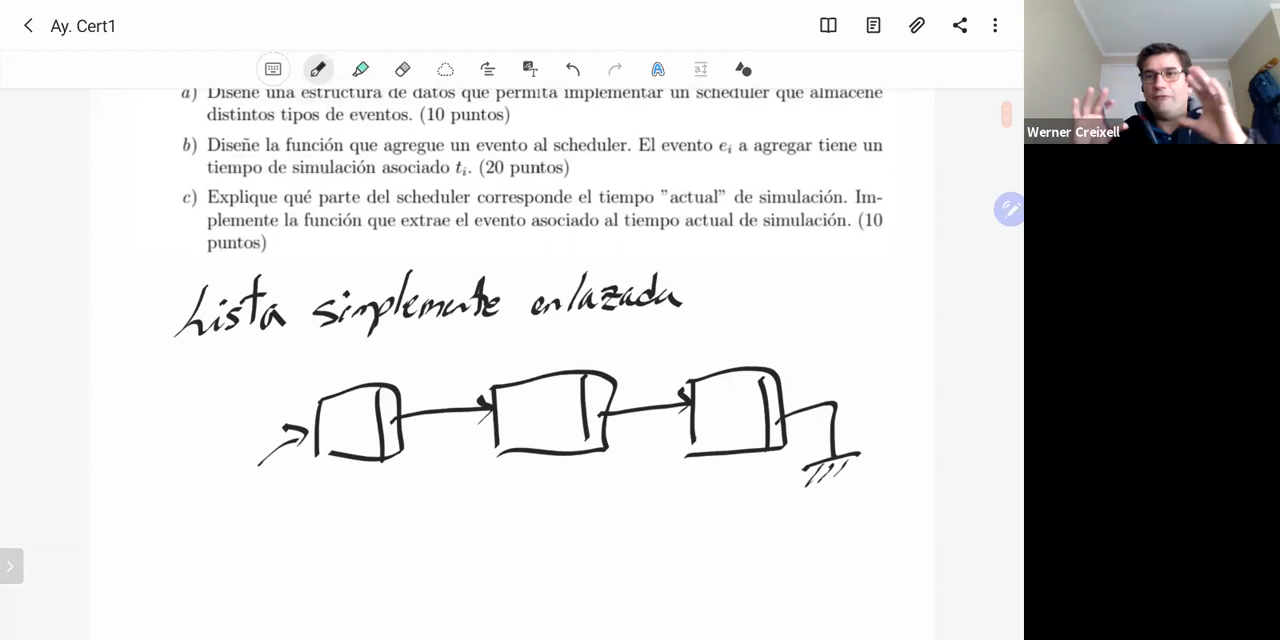 Ay. Cert1
a) Diseñe una estructura de datos que permita implementar un scheduler que almacene
distintos tipos de eventos. (10 puntos)
b) Diseñe la función que agregue un evento al scheduler. El evento eᵢ a agregar tiene un
tiempo de simulación asociado tᵢ. (20 puntos)
c) Explique qué parte del scheduler corresponde el tiempo ”actual” de simulación. Im-
plemente la función que extrae el evento asociado al tiempo actual de simulación. (10
puntos)
Lista simplemente enlazada
Werner Creixell